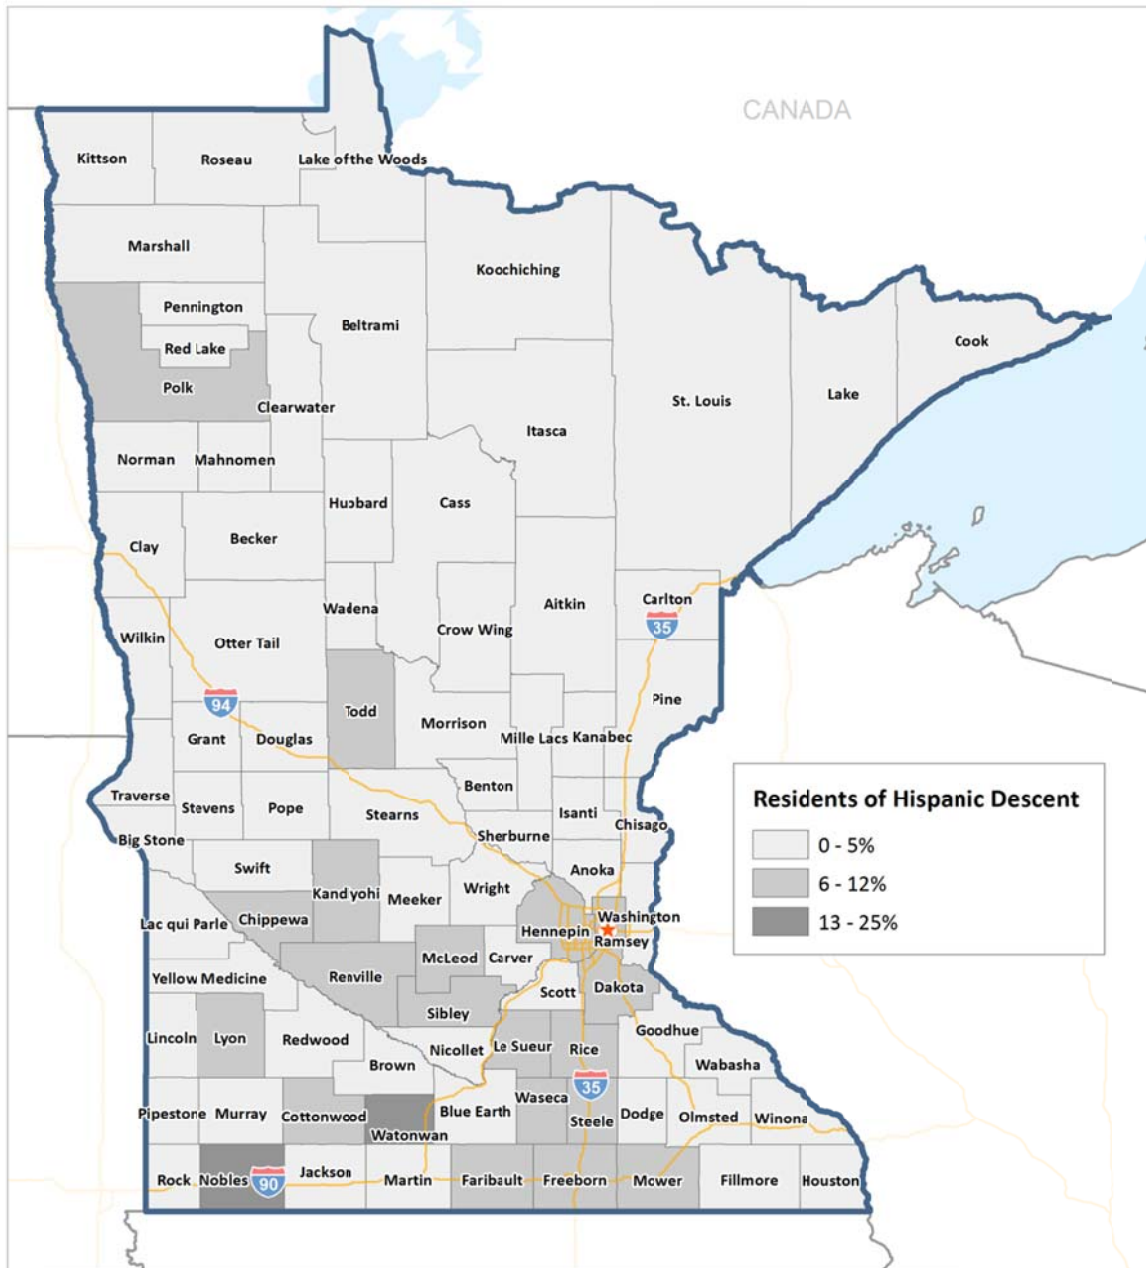 CANADA
Kittson
Roseau
Lake of the Woods
Marshall
Koochiching
Pennington
Beltrami
Red Lake
Cook
Polk
Clearwater
St. Louis
Lake
Itasca
Norman
Mahnomen
Hubbard
Cass
Clay
Becker
Wadena
Aitkin
Carlton
35
Wilkin
Otter Tail
Crow Wing
Pine
94
Todd
Morrison
Grant
Douglas
Mille Lacs
Kanabec
Traverse
Stevens
Pope
Benton
Stearns
Isanti
Chisago
Big Stone
Sherburne
Swift
Anoka
Kandiyohi
Meeker
Wright
Lac qui Parle
Chippewa
Washington
Hennepin
Ramsey
McLeod
Carver
Yellow Medicine
Renville
Scott
Dakota
Sibley
Goodhue
Lincoln
Lyon
Redwood
Nicollet
Le Sueur
Rice
Wabasha
Brown
35
Pipestone
Murray
Cottonwood
Watonwan
Blue Earth
Waseca
Steele
Dodge
Olmsted
Winona
Rock
Nobles
90
Jackson
Martin
Faribault
Freeborn
Mower
Fillmore
Houston
Residents of Hispanic Descent
0 - 5%
6 - 12%
13 - 25%